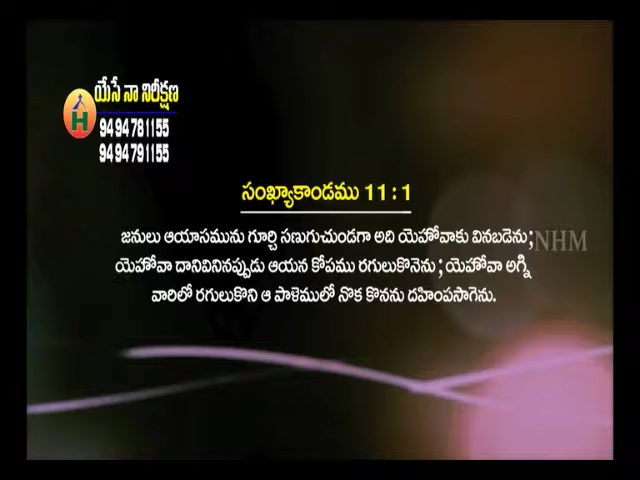 యేసే నా నిరీక్షణ
H
9494781155
9494791155
సంఖ్యాకాండము 11 : 1
జనులు ఆయాసమును గూర్చి సణుగుచుండగా అది యెహోవాకు వినబడెను;
NHM
యెహోవా దానివినినప్పుడు ఆయన కోపము రగులుకొనెను ; యెహోవా అగ్ని
వారిలో రగులుకొని ఆ పాళెములో నొక కొనను దహింపసాగెను.